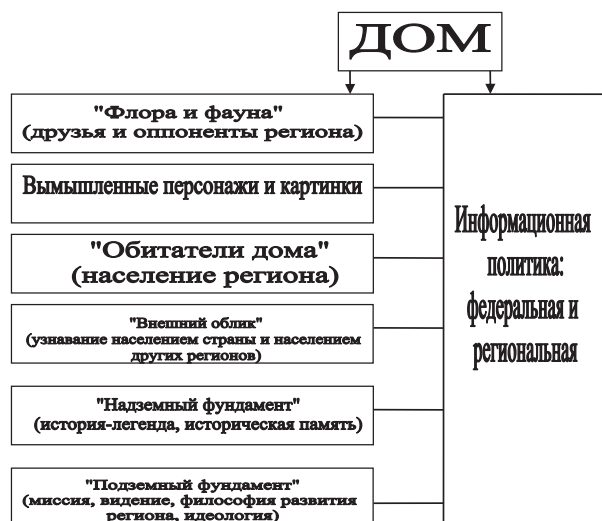 ДОМ
"Флора и фауна"
(друзья и оппоненты региона)
Вымышленные персонажи и картинки
"Обитатели дома"
(население региона)
"Внешний облик"
(узнавание населением страны и населением
других регионов)
"Надземный фундамент"
(история-легенда, историческая память)
"Подземный фундамент"
(миссия, видение, философия развития
региона, идеология)
Информационная
политика:
федеральная и
региональная